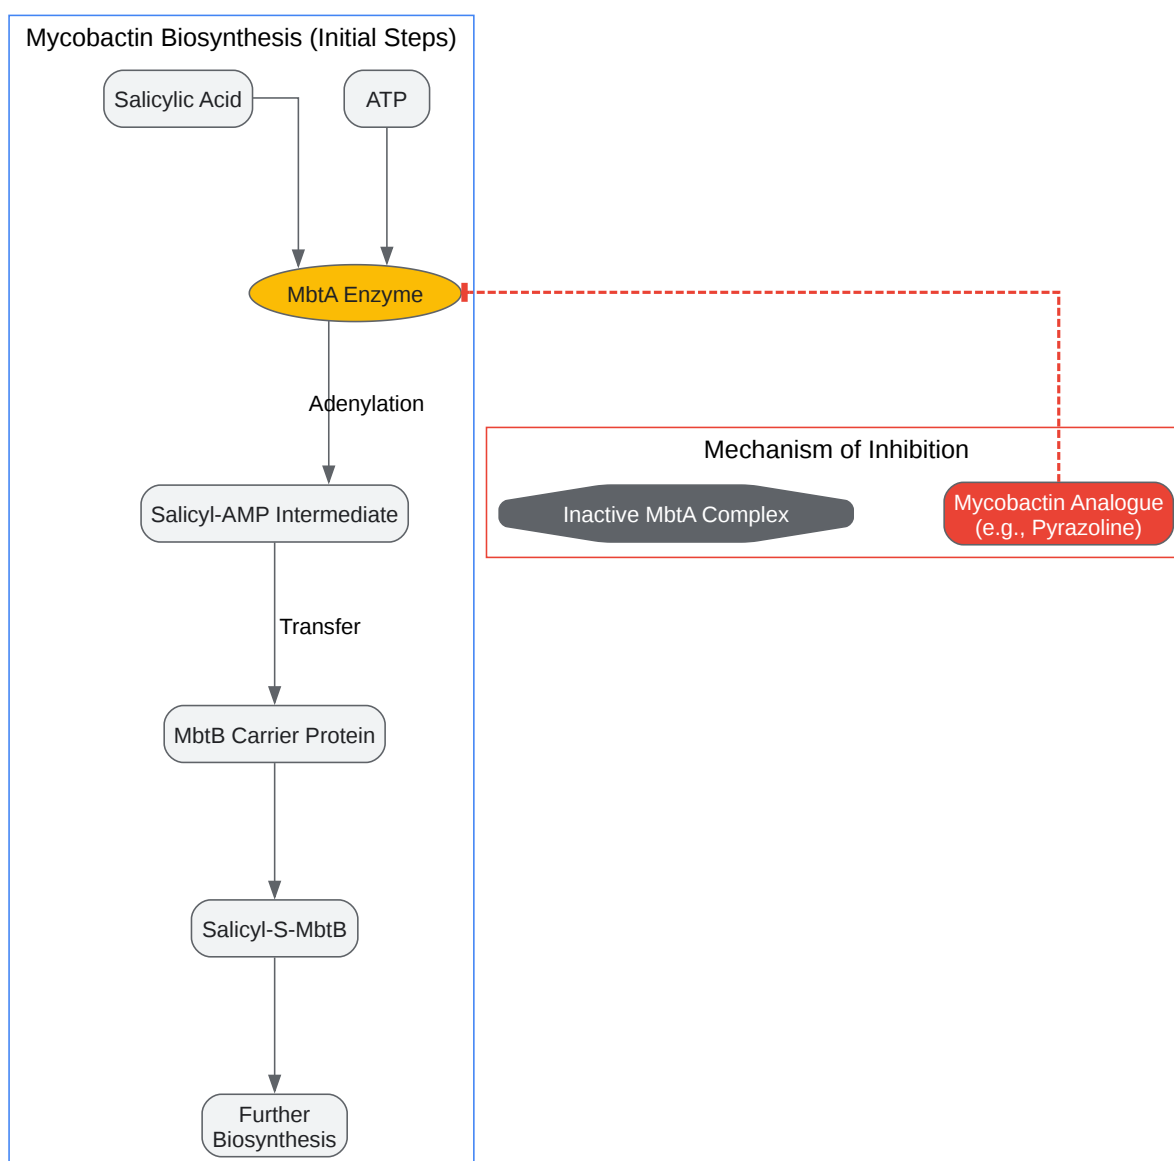 Mycobactin Biosynthesis (Initial Steps)
Salicylic Acid
ATP
MbtA Enzyme
Adenylation
Mechanism of Inhibition
Salicyl-AMP Intermediate
Inactive MbtA Complex
Mycobactin Analogue
(e.g., Pyrazoline)
Transfer
MbtB Carrier Protein
Salicyl-S-MbtB
Further
Biosynthesis